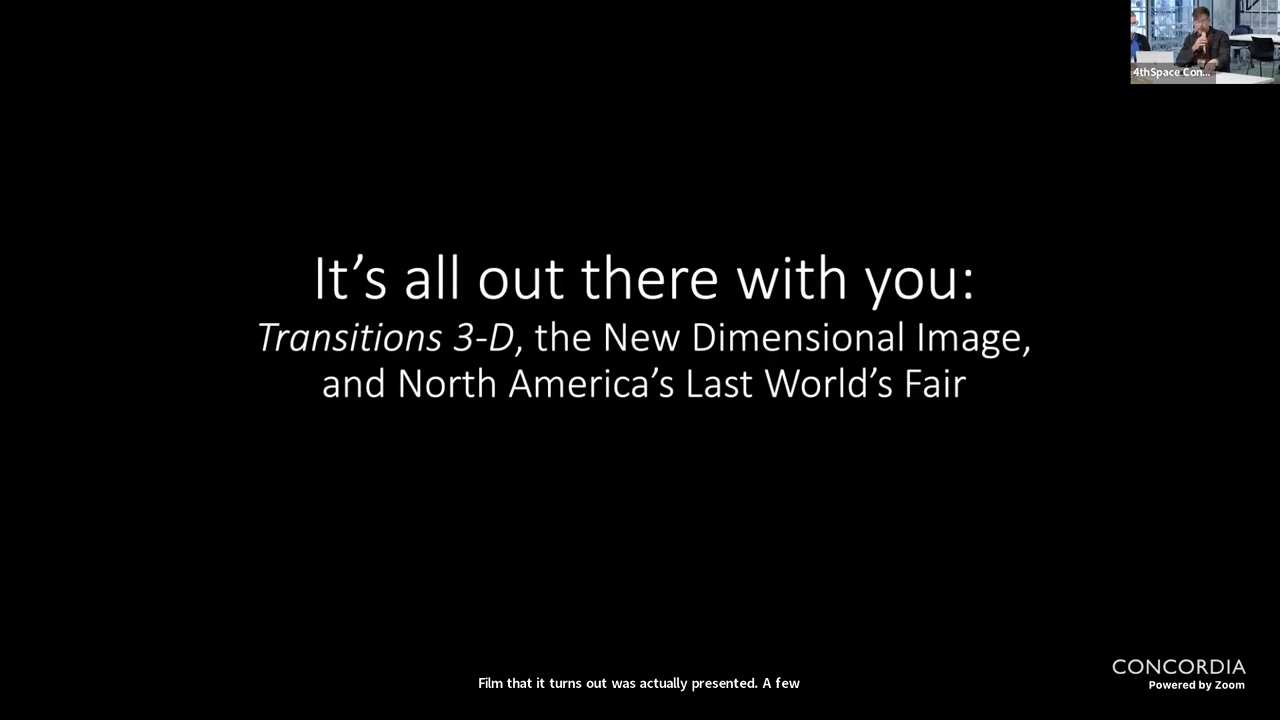 4thSpace Con...
It’s all out there with you:
Transitions 3-D, the New Dimensional Image,
and North America’s Last World’s Fair
CONCORDIA
Film that it turns out was actually presented. A few
Powered by Zoom